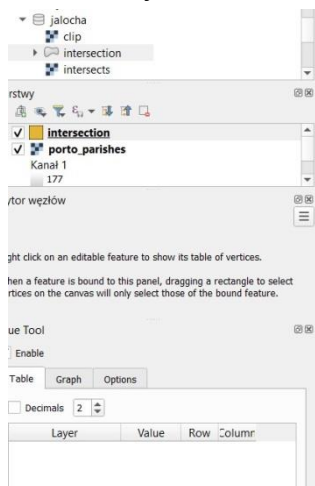 jalocha
clip
intersection
intersects
rstwy
intersection
porto_parishes
Kanał 1
177
ytor węzłów
ght click on an editable feature to show its table of vertices.
hen a feature is bound to this panel, dragging a rectangle to select
rtices on the canvas will only select those of the bound feature.
ue Tool
Enable
Table Graph Options
Decimals 2
Layer Value Row Column